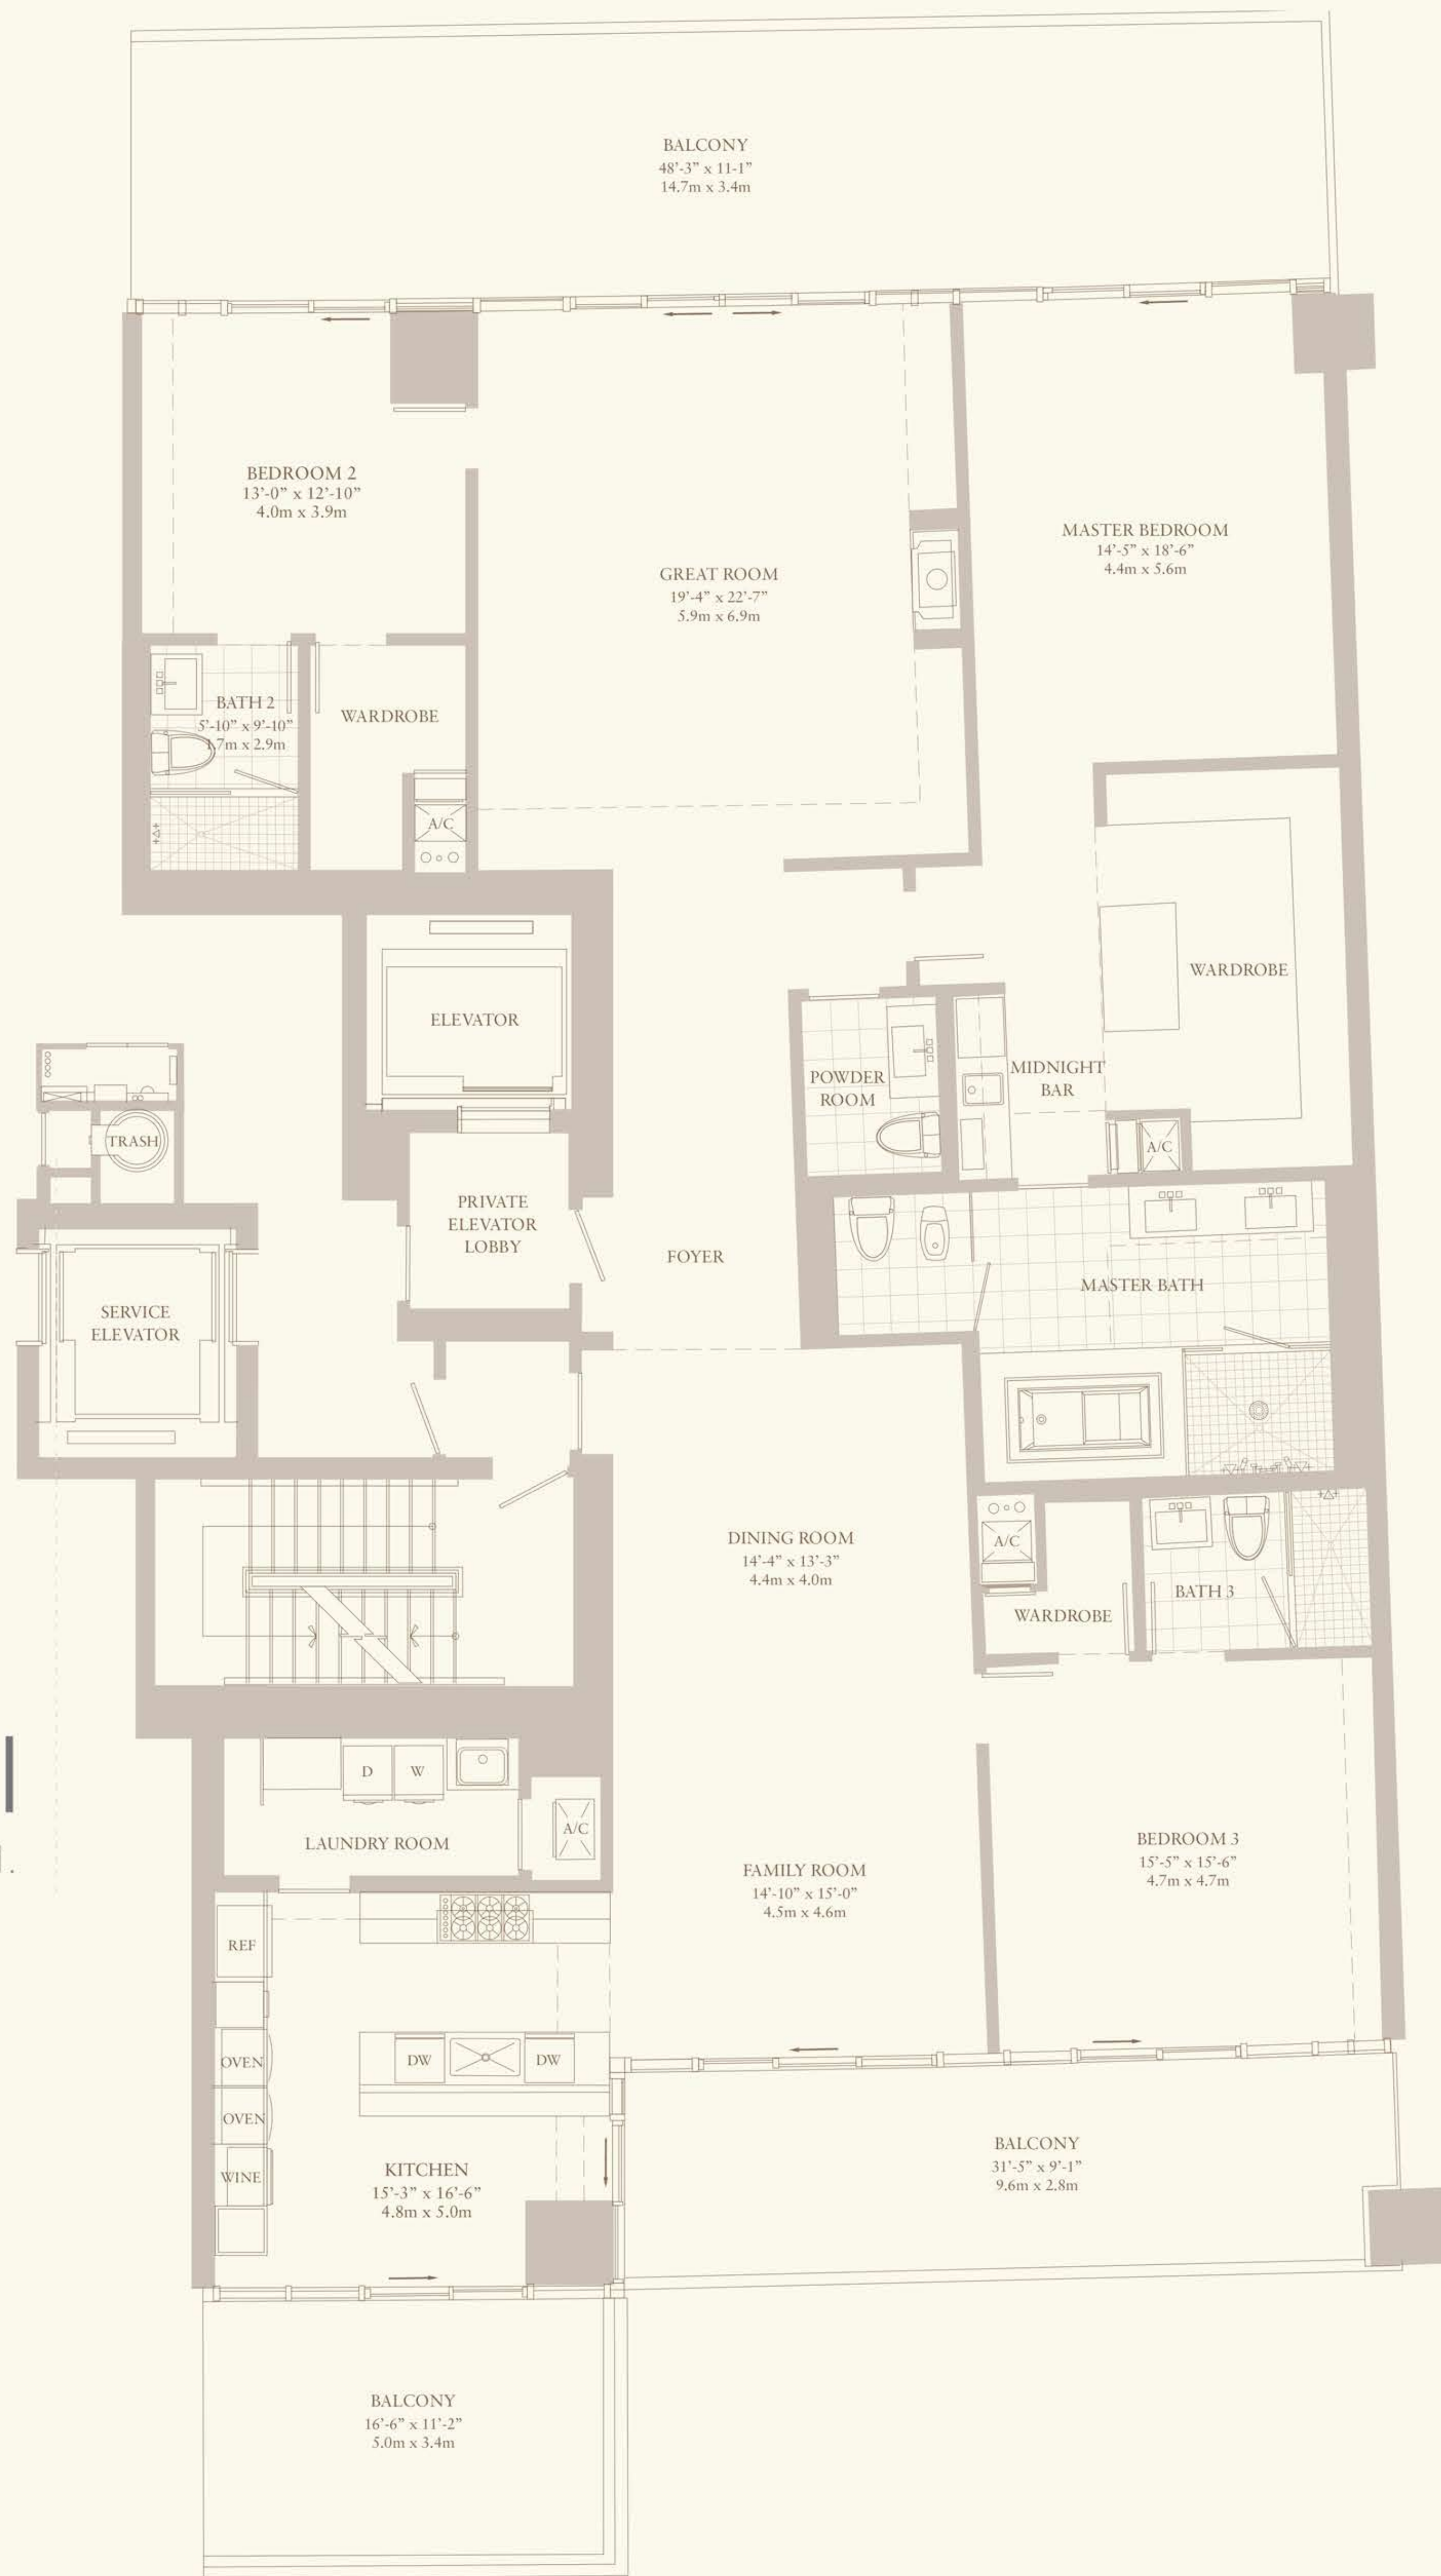 BALCONY
48’-3” x 11-1”
14.7m x 3.4m
BEDROOM 2
13’-0” x 12’-10”
4.0m x 3.9m
GREAT ROOM
19’-4” x 22’-7”
5.9m x 6.9m
MASTER BEDROOM
14’-5” x 18’-6”
4.4m x 5.6m
BATH 2
5’-10” x 9’-10”
1.7m x 2.9m
WARDROBE
A/C
ELEVATOR
WARDROBE
POWDER
ROOM
MIDNIGHT
BAR
A/C
TRASH
PRIVATE
ELEVATOR
LOBBY
FOYER
MASTER BATH
SERVICE
ELEVATOR
DINING ROOM
14’-4” x 13’-3”
4.4m x 4.0m
A/C
WARDROBE
BATH 3
D
W
LAUNDRY ROOM
A/C
FAMILY ROOM
14’-10” x 15’-0”
4.5m x 4.6m
BEDROOM 3
15’-5” x 15’-6”
4.7m x 4.7m
REF
OVEN
DW
DW
OVEN
WINE
KITCHEN
15’-3” x 16’-6”
4.8m x 5.0m
BALCONY
31’-5” x 9’-1”
9.6m x 2.8m
BALCONY
16’-6” x 11’-2”
5.0m x 3.4m